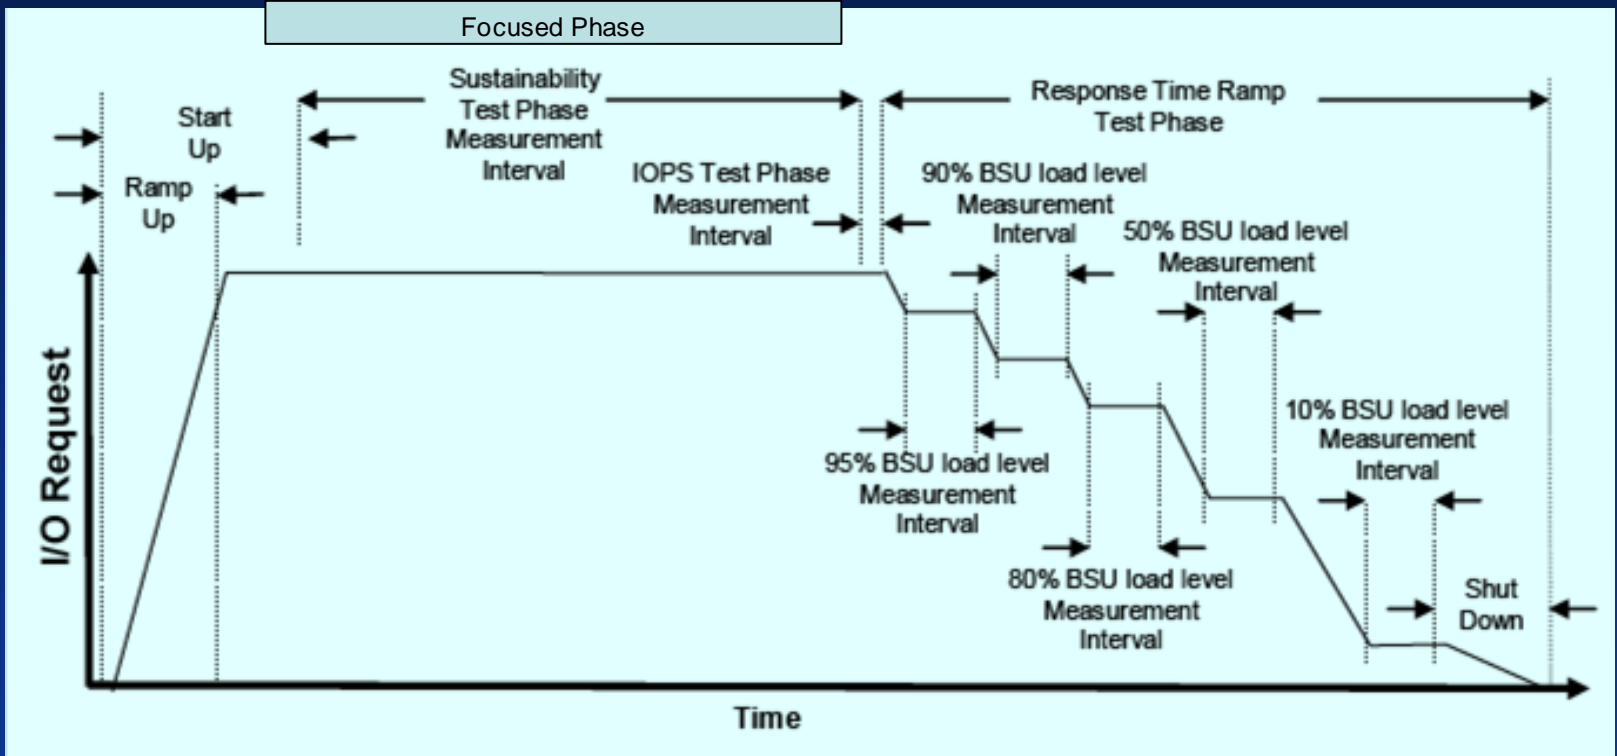 Focused Phase
Sustainability
Test Phase
Measurement
Interval
Response Time Ramp
Test Phase
Start
Up
Ramp
Up
IOPS Test Phase
Measurement
Interval
90% BSU load level
Measurement
Interval
50% BSU load level
Measurement
Interval
10% BSU load level
Measurement
Interval
95% BSU load level
Measurement
Interval
80% BSU load level
Measurement
Interval
Shut
Down
I/O Request
Time